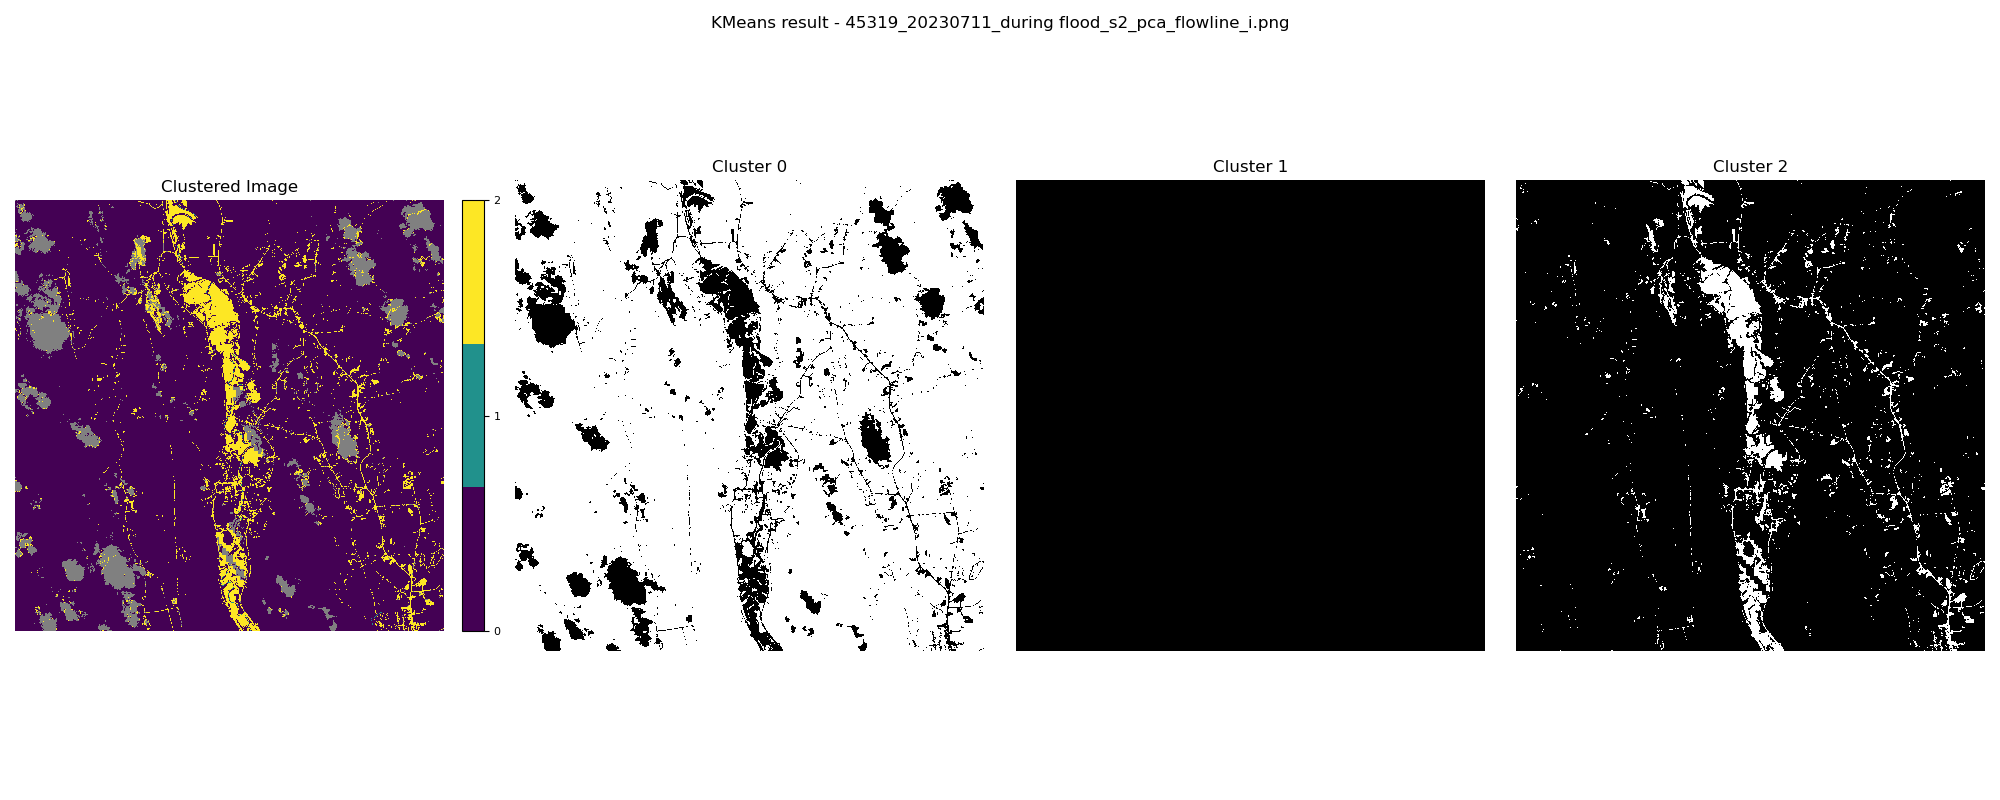 KMeans result - 45319_20230711_during flood_s2_pca_flowline_i.png
Clustered Image
Cluster 0
Cluster 1
Cluster 2
2
1
0